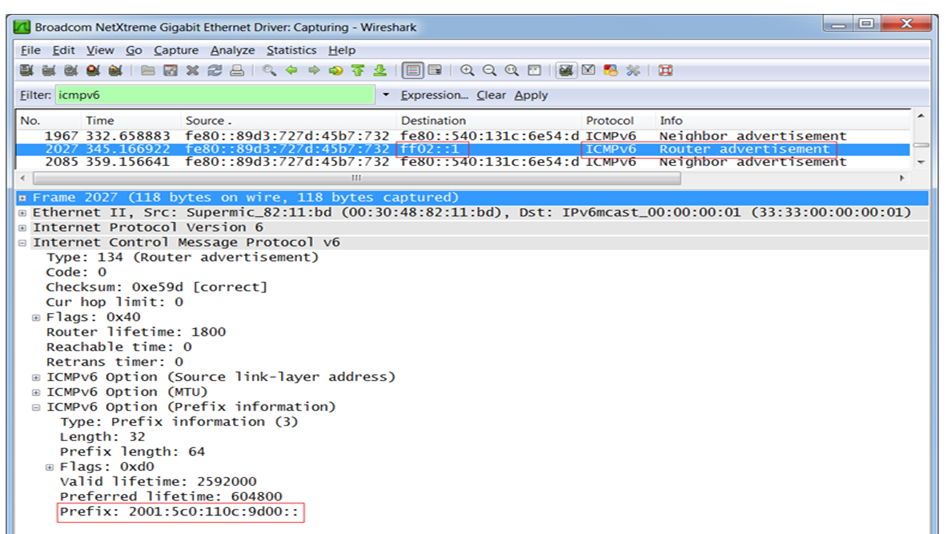 Broadcom NetXtreme Gigabit Ethernet Driver: Capturing - Wireshark
File Edit View Go Capture Analyze Statistics Help
Filter: icmpv6 Expression... Clear Apply
No. Time Source . Destination Protocol Info
1967 332.658883 fe80::89d3:727d:45b7:732 fe80::540:131c:6e54:d ICMPv6 Neighbor advertisement
2027 345.166922 fe80::89d3:727d:45b7:732 ff02::1 ICMPv6 Router advertisement
2085 359.156641 fe80::89d3:727d:45b7:732 fe80::540:131c:6e54:d ICMPv6 Neighbor advertisement
Frame 2027 (118 bytes on wire, 118 bytes captured)
Ethernet II, Src: Supermic_82:11:bd (00:30:48:82:11:bd), Dst: IPv6mcast_00:00:00:01 (33:33:00:00:00:01)
Internet Protocol Version 6
Internet Control Message Protocol v6
Type: 134 (Router advertisement)
Code: 0
Checksum: 0xe59d [correct]
Cur hop limit: 0
Flags: 0x40
Router lifetime: 1800
Reachable time: 0
Retrans timer: 0
ICMPv6 Option (Source link-layer address)
ICMPv6 Option (MTU)
ICMPv6 Option (Prefix information)
Type: Prefix information (3)
Length: 32
Prefix length: 64
Flags: 0xd0
Valid lifetime: 2592000
Preferred lifetime: 604800
Prefix: 2001:5c0:110c:9d00::